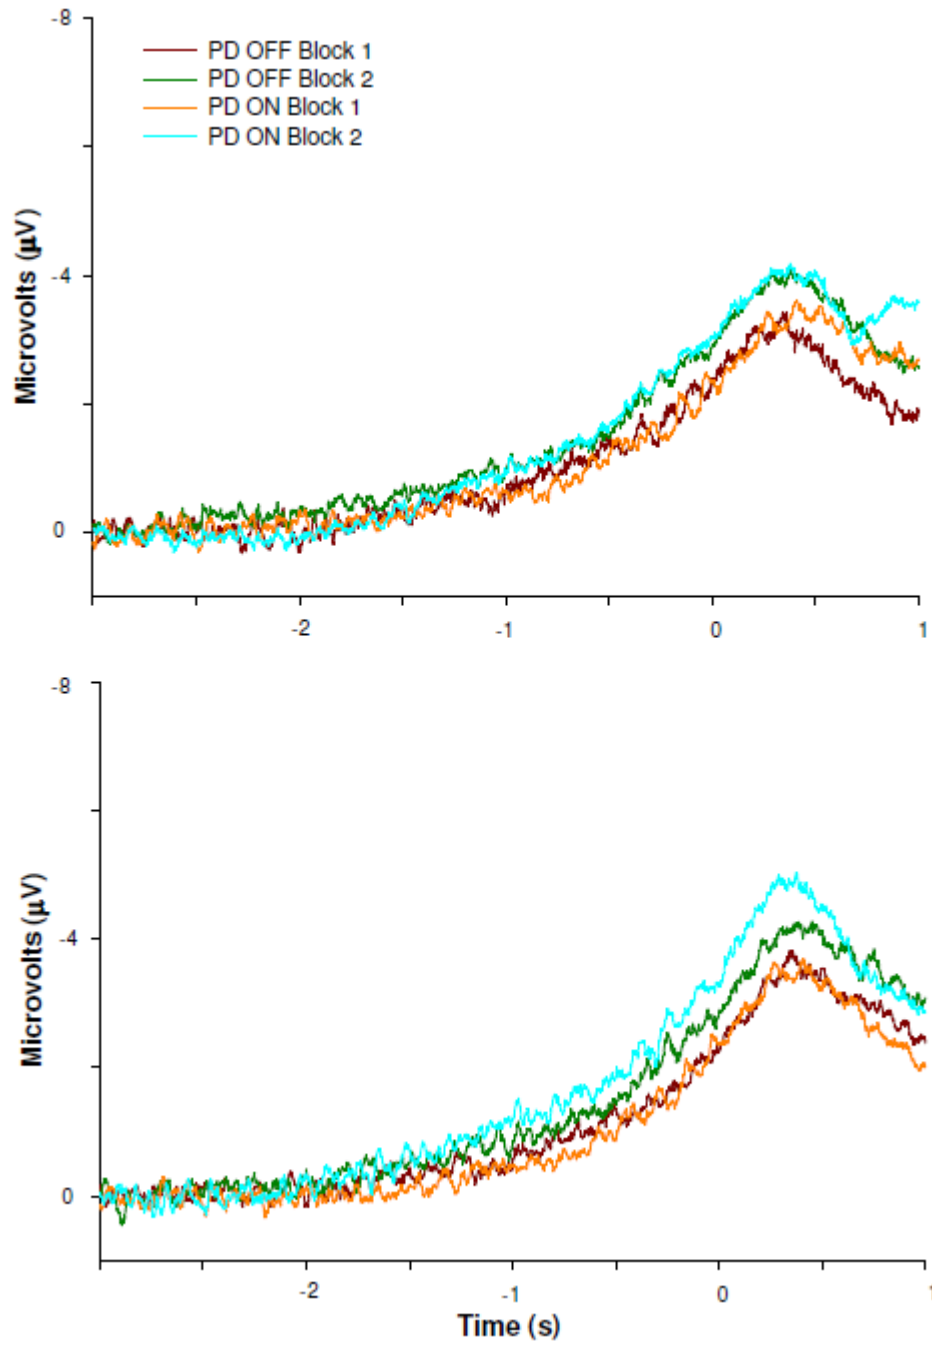 -8
PD OFF Block 1
PD OFF Block 2
PD ON Block 1
PD ON Block 2
Microvolts (μV)
-4
0
-2 -1 0 1
-8
Microvolts (μV)
-4
0
-2 -1 0 1
Time (s)